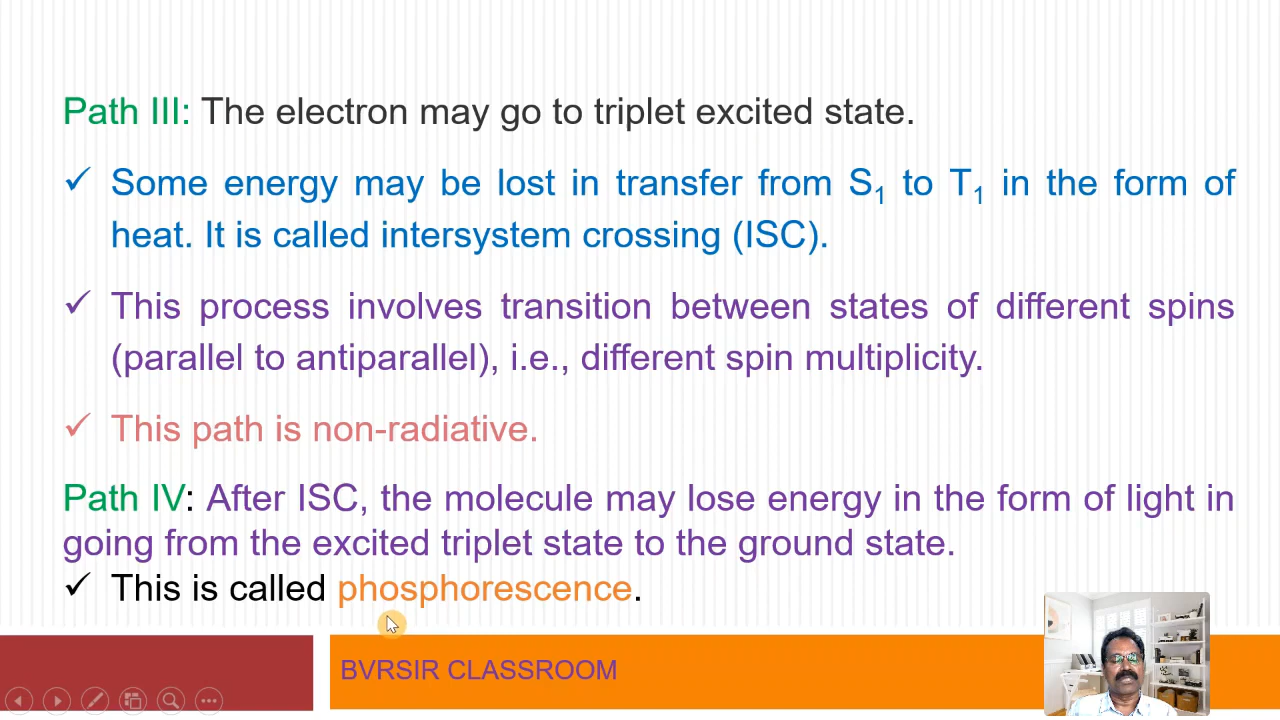 Path III: The electron may go to triplet excited state.
✓ Some energy may be lost in transfer from S₁ to T₁ in the form of
heat. It is called intersystem crossing (ISC).
✓ This process involves transition between states of different spins
(parallel to antiparallel), i.e., different spin multiplicity.
✓ This path is non-radiative.
Path IV: After ISC, the molecule may lose energy in the form of light in
going from the excited triplet state to the ground state.
✓ This is called phosphorescence.
BVRSIR CLASSROOM